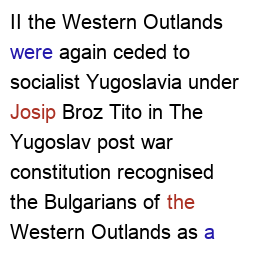 II the Western Outlands
were again ceded to
socialist Yugoslavia under
Josip Broz Tito in The
Yugoslav post war
constitution recognised
the Bulgarians of the
Western Outlands as a